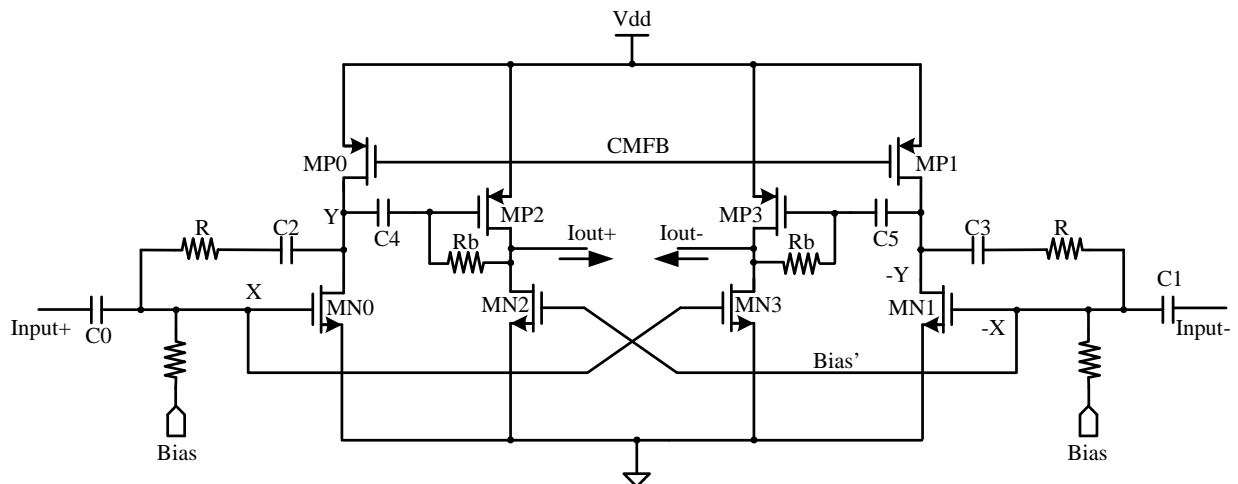 Vdd
CMFB
MP0
MP1
MP2
MP3
Y
C4
C5
R
C2
Iout+
Iout-
C3
R
Rb
Rb
-Y
X
MN0
MN2
MN3
MN1
-X
C1
Input+
C0
Input-
Bias’
Bias
Bias